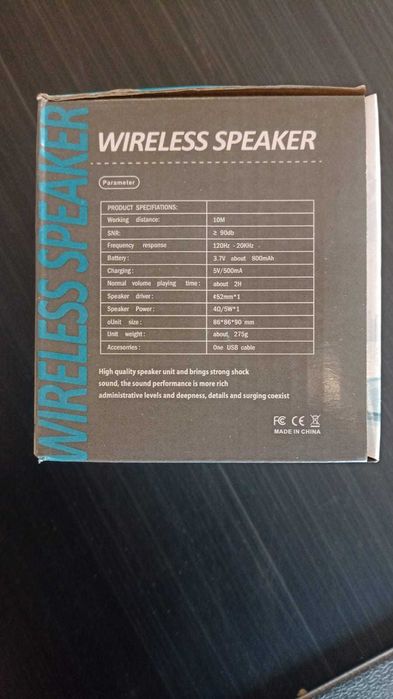 WIRELESS SPEAKER
WIRELESS SPEAKER
Parameter
PRODUCT SPECIFIATIONS:
Working distance: 10M
SNR: ≥ 90db
Frequency response 120Hz - 20KHz
Battery: 3.7V about 800mAh
Charging: 5V/500mA
Normal volume playing time: about 2H
Speaker driver: ¢52mm*1
Speaker Power: 4Ω/5W*1
oUnit size: 86*86*90 mm
Unit weight: about 275g
Accesorries: One USB cable
High quality speaker unit and brings strong shock
sound, the sound performance is more rich
administrative levels and deepness, details and surging coexist
FC CE
MADE IN CHINA